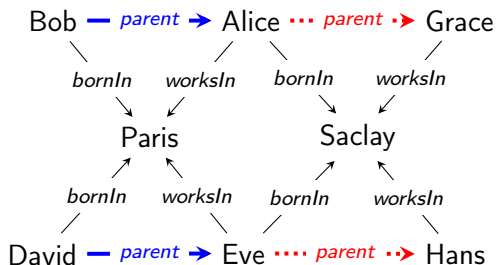 Bob parent Alice parent Grace
bornIn worksIn bornIn worksIn
Paris Saclay
bornIn worksIn bornIn worksIn
David parent Eve parent Hans